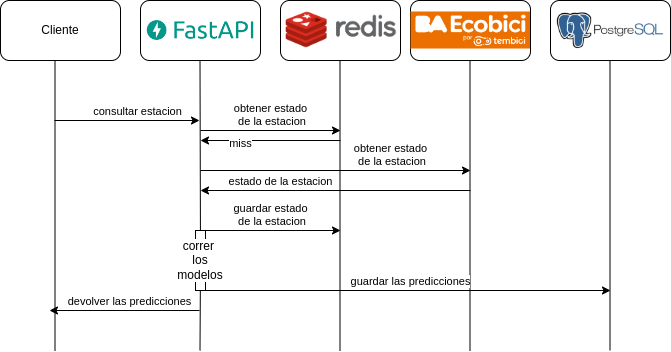 Cliente
FastAPI
redis
BA Ecobici
por tembici
PostgreSQL
consultar estacion
obtener estado
de la estacion
miss
obtener estado
de la estacion
estado de la estacion
guardar estado
de la estacion
correr
los
modelos
guardar las predicciones
devolver las predicciones